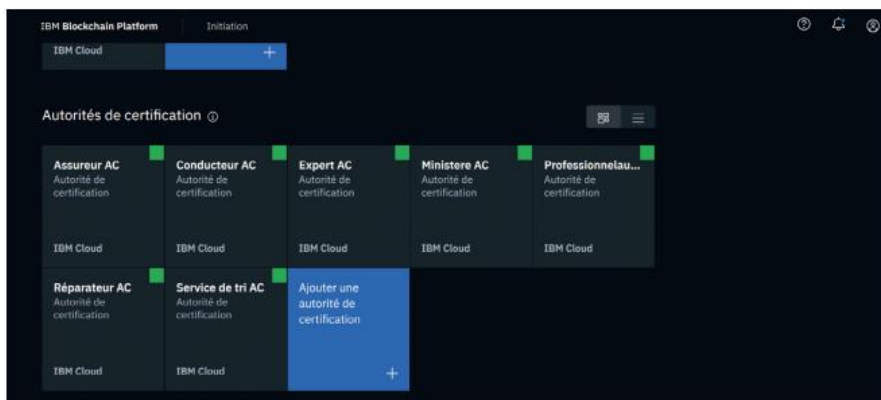 IBM Blockchain Platform Initiation
IBM Cloud
Autorités de certification
Assureur AC
Autorité de
certification
IBM Cloud
Conducteur AC
Autorité de
certification
IBM Cloud
Expert AC
Autorité de
certification
IBM Cloud
Ministere AC
Autorité de
certification
IBM Cloud
Professionnelau...
Autorité de
certification
IBM Cloud
Réparateur AC
Autorité de
certification
IBM Cloud
Service de tri AC
Autorité de
certification
IBM Cloud
Ajouter une
autorité de
certification